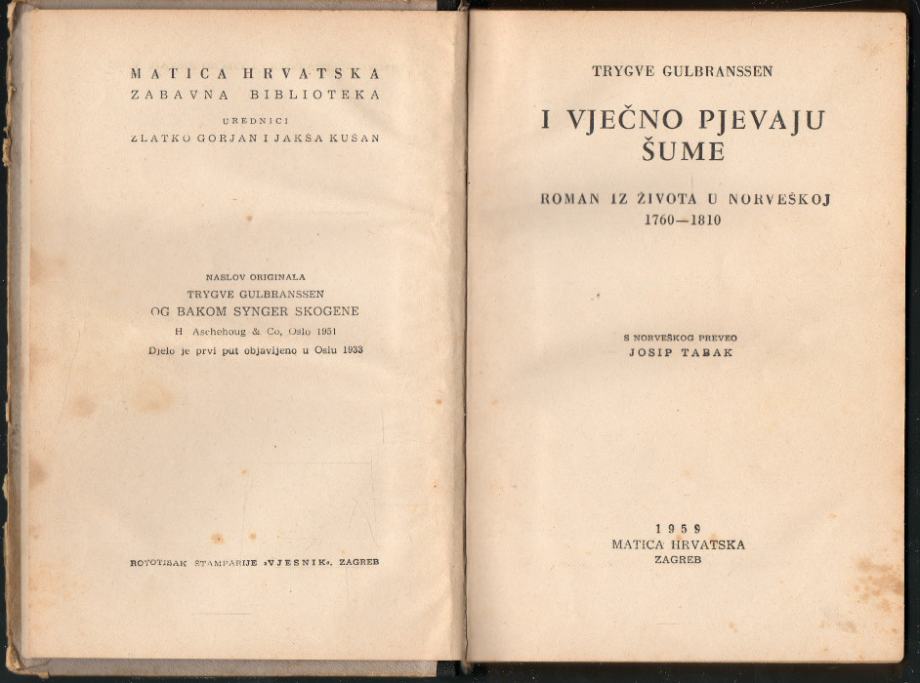 MATICA HRVATSKA
ZABAVNA BIBLIOTEKA
UREDNICI
ZLATKO GORJAN I JAKŠA KUŠAN
NASLOV ORIGINALA
TRYGVE GULBRANSSEN
OG BAKOM SYNGER SKOGENE
H Aschehoug & Co, Oslo 1951
Djelo je prvi put objavljeno u Oslu 1933
ROTOTISAK ŠTAMPARIJE »VJESNIK«, ZAGREB
TRYGVE GULBRANSSEN
I VJEČNO PJEVAJU
ŠUME
ROMAN IZ ŽIVOTA U NORVEŠKOJ
1760—1810
S NORVEŠKOG PREVEO
JOSIP TABAK
1959
MATICA HRVATSKA
ZAGREB